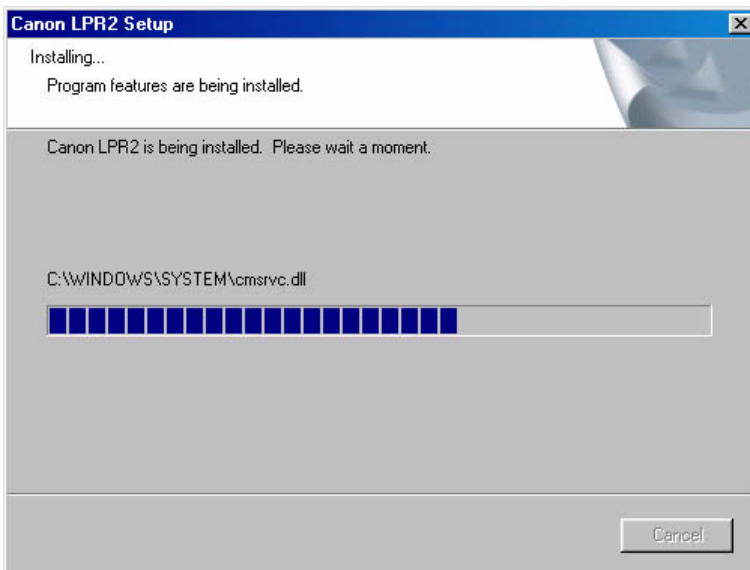 Canon LPR2 Setup
Installing...
Program features are being installed.
Canon LPR2 is being installed. Please wait a moment.
C:\WINDOWS\SYSTEM\cmsrvc.dll
Cancel